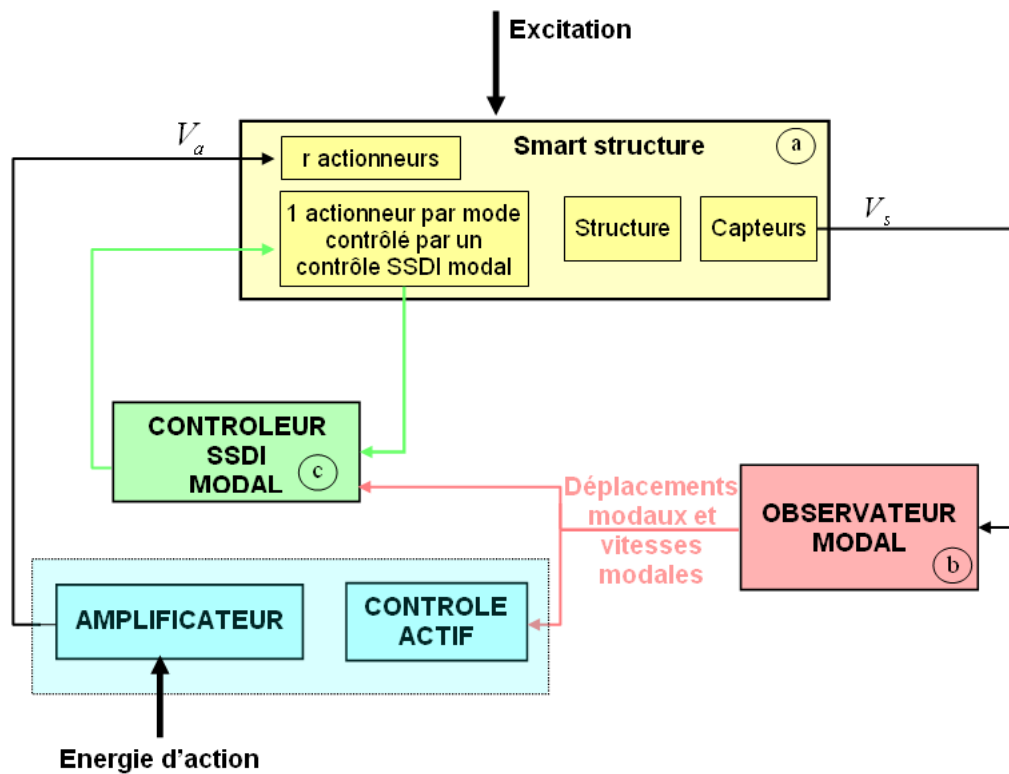 Excitation
V_a
Smart structure
a
r actionneurs
1 actionneur par mode
contrôlé par un
contrôle SSDI modal
Structure
Capteurs
V_s
CONTROLEUR
SSDI
MODAL
c
Déplacements
modaux et
vitesses
modales
OBSERVATEUR
MODAL
b
AMPLIFICATEUR
CONTROLE
ACTIF
Energie d'action